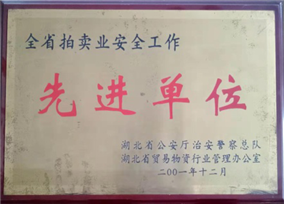 全省拍卖业安全工作
先进单位
湖北省公安厅治安警察总队
湖北省贸易物资行业管理办公室
二00一年十二月